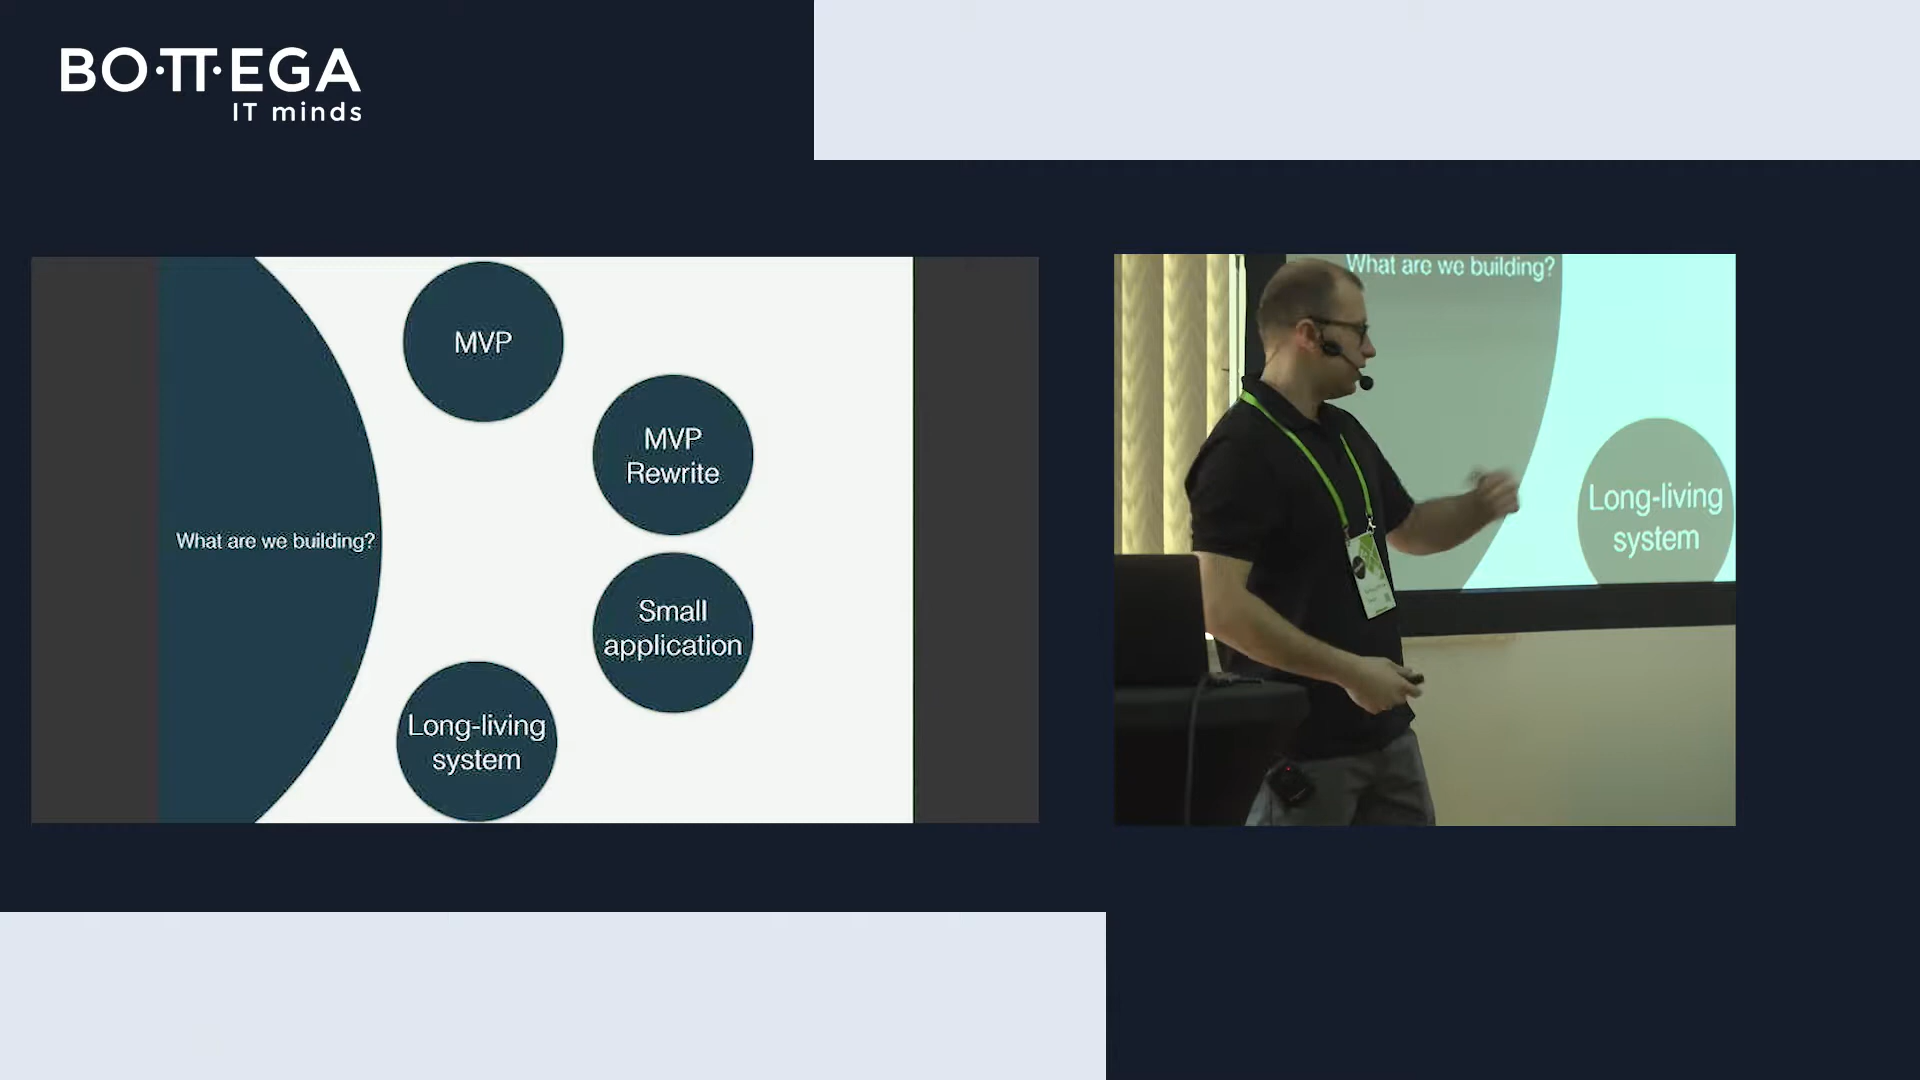 BO·TT·EGA
IT minds
MVP
MVP
Rewrite
What are we building?
Small
application
Long-living
system
What are we building?
Long-living
system